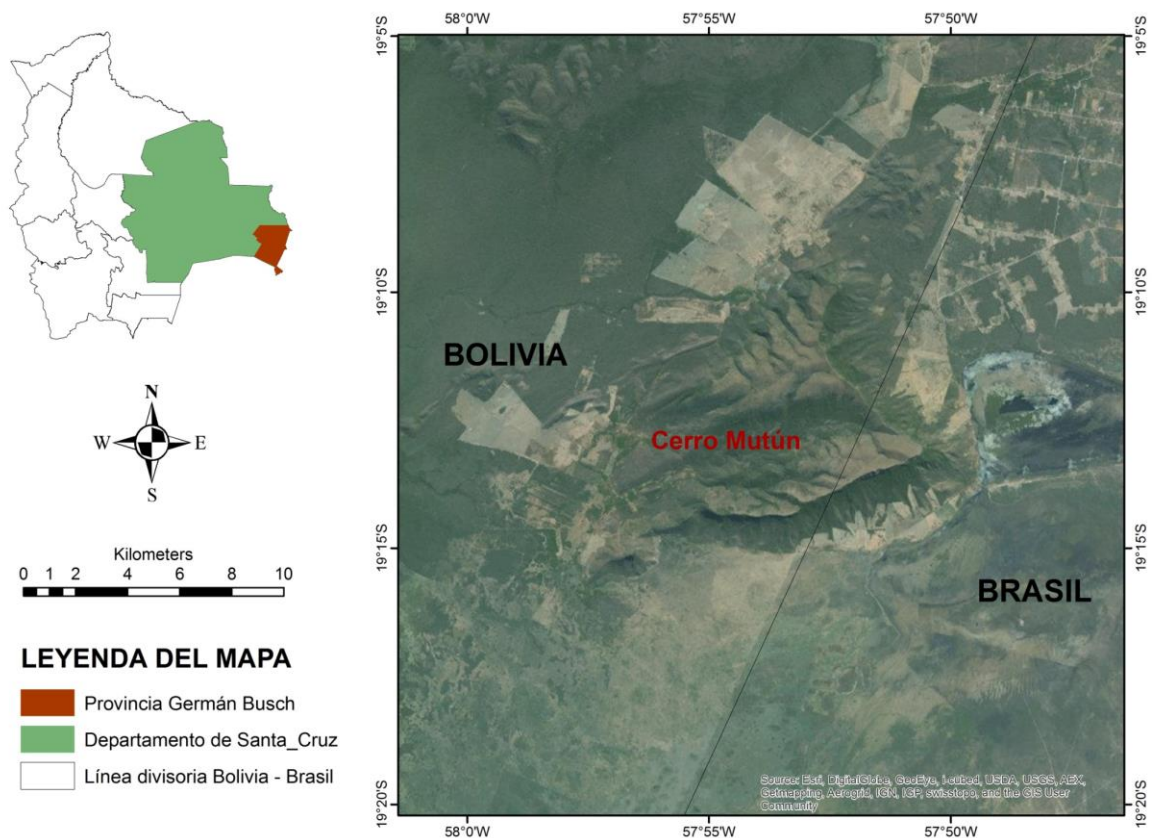 58°0'W 57°55'W 57°50'W
19°5'S 19°5'S
19°10'S 19°10'S
BOLIVIA
Cerro Mutún
N
W E
S
19°15'S 19°15'S
Kilometers
0 1 2 4 6 8 10
BRASIL
LEYENDA DEL MAPA
Provincia Germán Busch
Departamento de Santa_Cruz
Línea divisoria Bolivia - Brasil
Source: Esri, DigitalGlobe, GeoEye, i-cubed, USDA, USGS, AEX,
Getmapping, Aerogrid, IGN, IGP, swisstopo, and the GIS User
Community
19°20'S 19°20'S
58°0'W 57°55'W 57°50'W